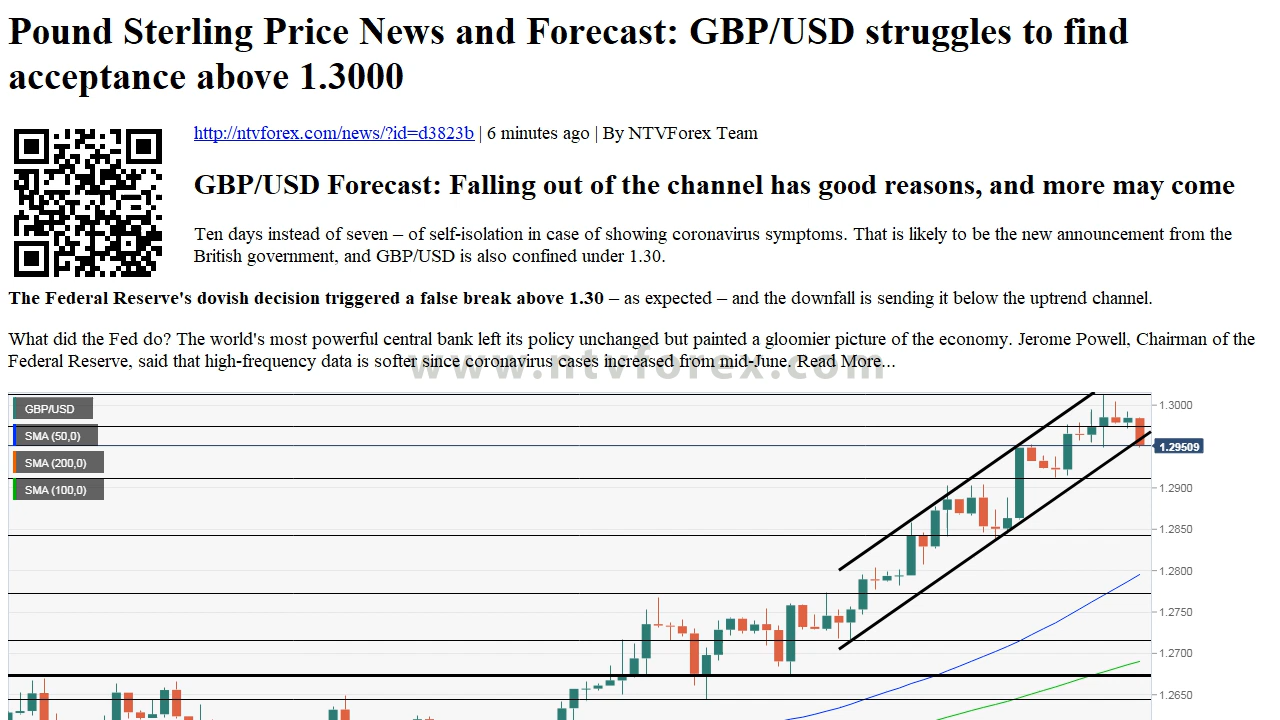 Pound Sterling Price News and Forecast: GBP/USD struggles to find
acceptance above 1.3000
http://ntvforex.com/news/?id=d3823b | 6 minutes ago | By NTVForex Team
GBP/USD Forecast: Falling out of the channel has good reasons, and more may come
Ten days instead of seven – of self-isolation in case of showing coronavirus symptoms. That is likely to be the new announcement from the
British government, and GBP/USD is also confined under 1.30.
The Federal Reserve's dovish decision triggered a false break above 1.30 – as expected – and the downfall is sending it below the uptrend channel.
What did the Fed do? The world's most powerful central bank left its policy unchanged but painted a gloomier picture of the economy. Jerome Powell, Chairman of the
Federal Reserve, said that high-frequency data is softer since coronavirus cases increased from mid-June. Read More...
www.ntvforex.com
GBP/USD
SMA (50,0)
SMA (200,0)
SMA (100,0)
1.3000
1.29509
1.2900
1.2850
1.2800
1.2750
1.2700
1.2650